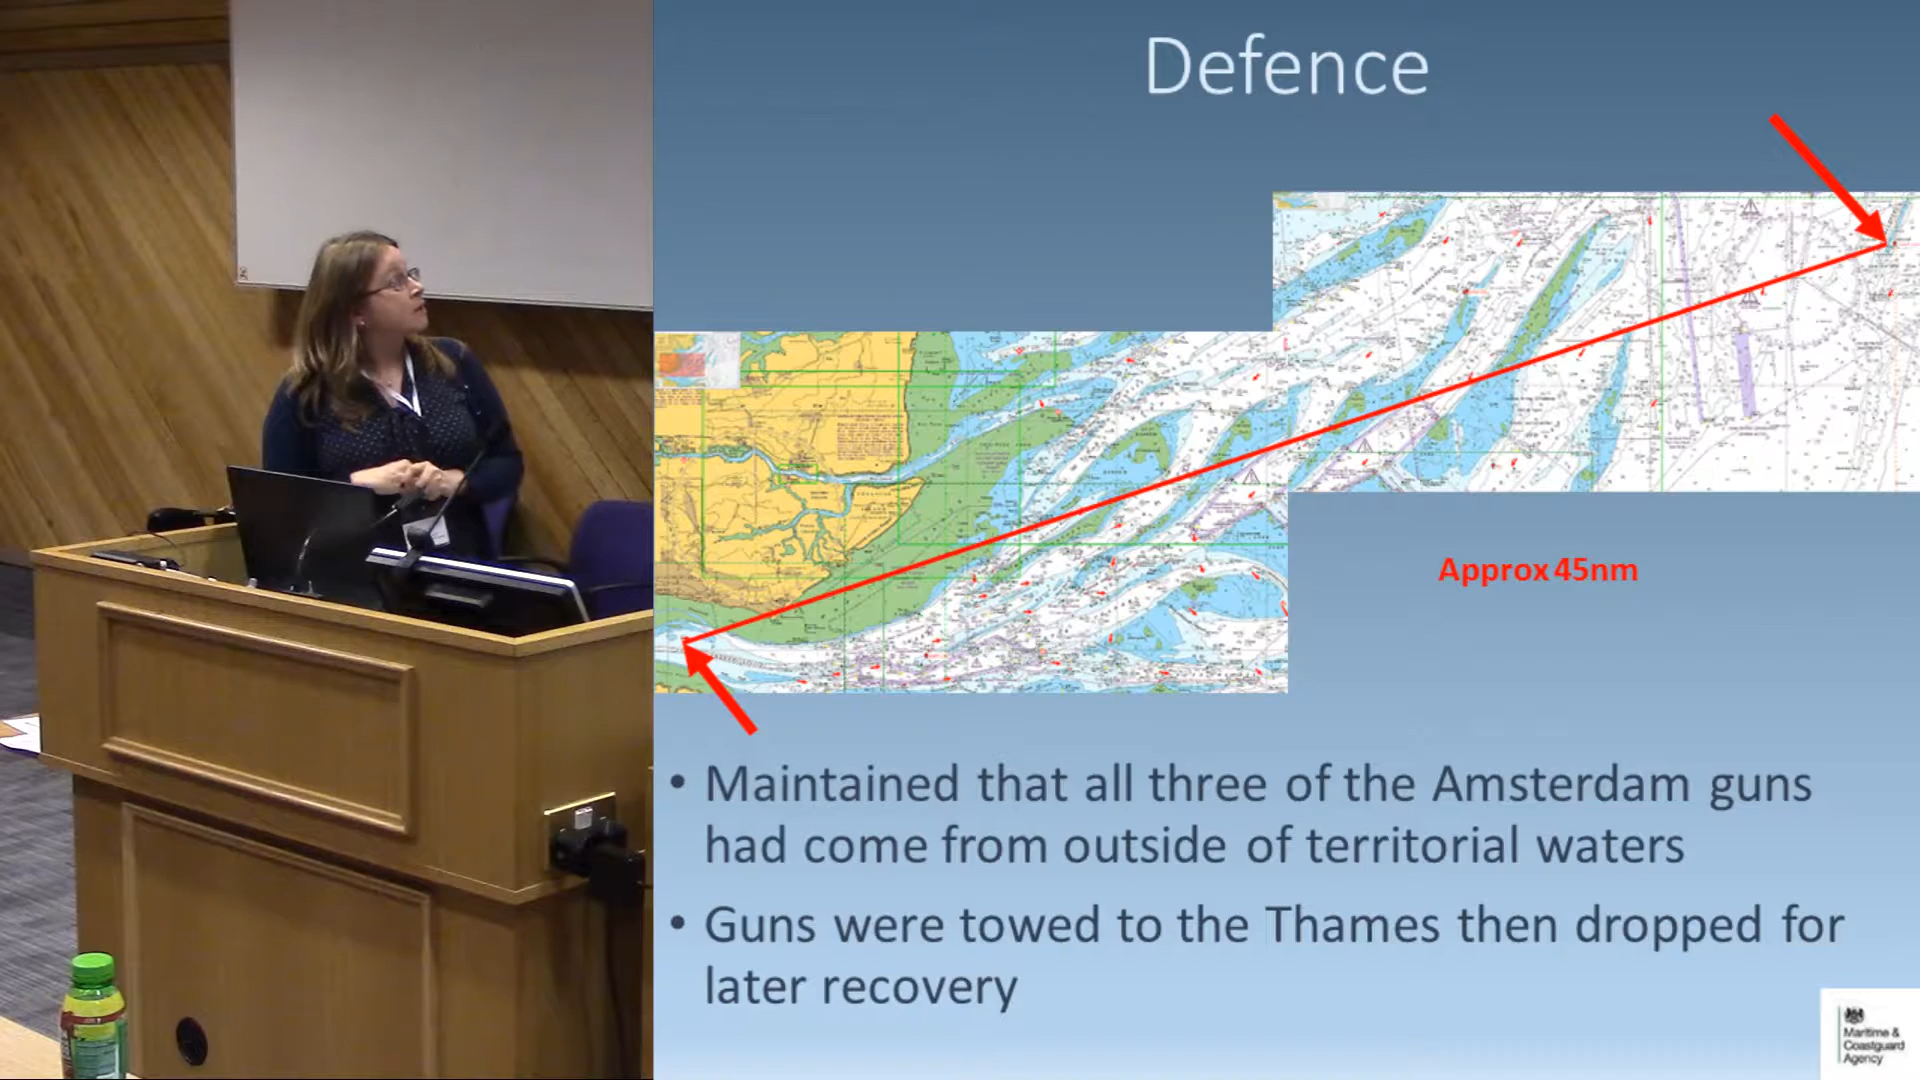 Defence
Approx 45nm
• Maintained that all three of the Amsterdam guns
had come from outside of territorial waters
• Guns were towed to the Thames then dropped for
later recovery
Maritime &
Coastguard
Agency